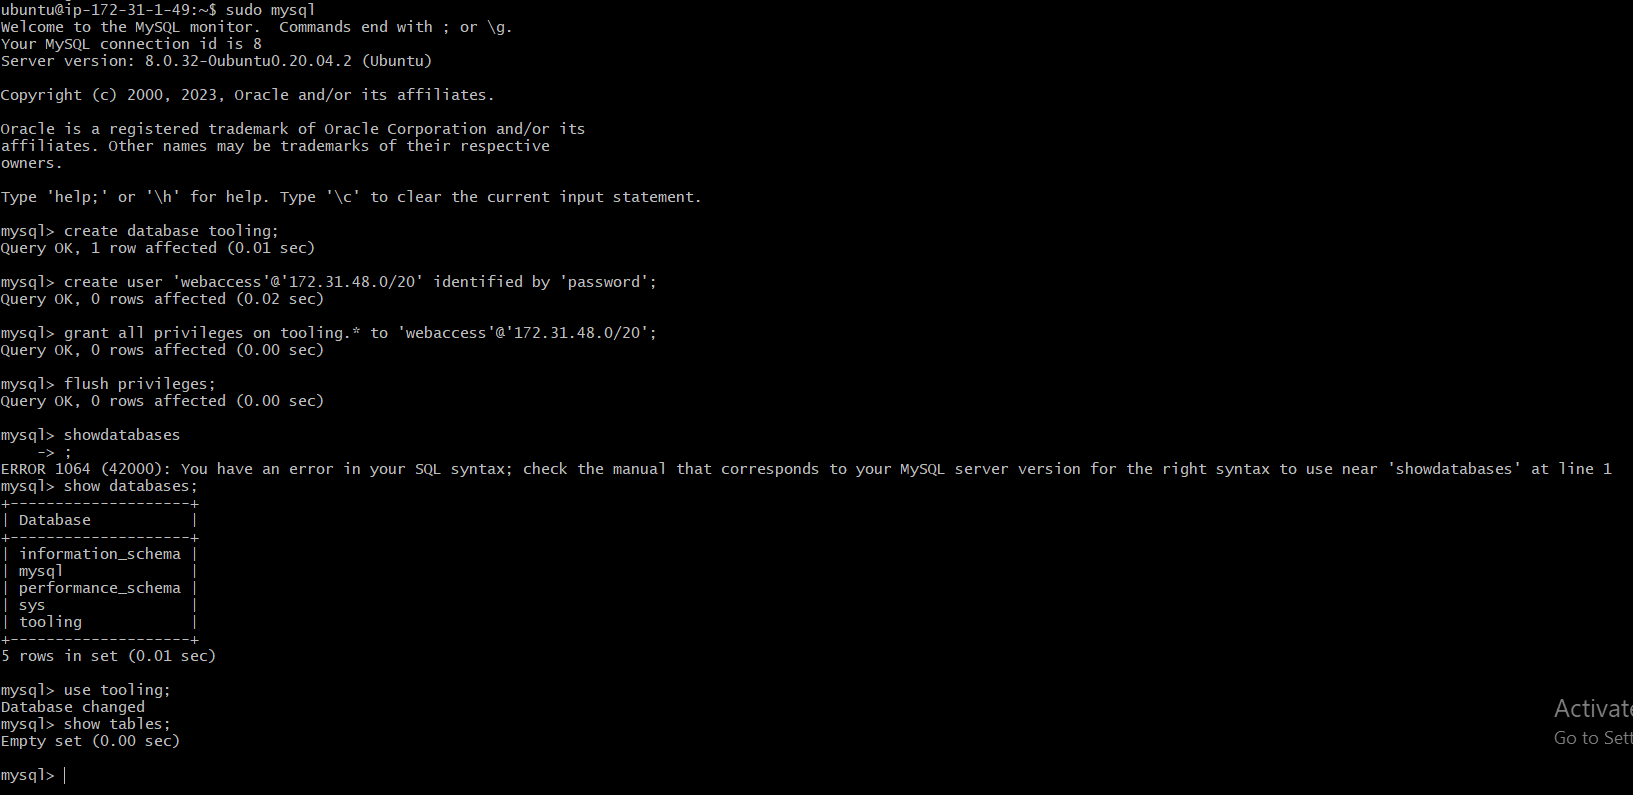 ubuntu@ip-172-31-1-49:~$ sudo mysql
Welcome to the MySQL monitor.  Commands end with ; or \g.
Your MySQL connection id is 8
Server version: 8.0.32-0ubuntu0.20.04.2 (Ubuntu)
Copyright (c) 2000, 2023, Oracle and/or its affiliates.
Oracle is a registered trademark of Oracle Corporation and/or its
affiliates. Other names may be trademarks of their respective
owners.
Type 'help;' or '\h' for help. Type '\c' to clear the current input statement.
mysql> create database tooling;
Query OK, 1 row affected (0.01 sec)
mysql> create user 'webaccess'@'172.31.48.0/20' identified by 'password';
Query OK, 0 rows affected (0.02 sec)
mysql> grant all privileges on tooling.* to 'webaccess'@'172.31.48.0/20';
Query OK, 0 rows affected (0.00 sec)
mysql> flush privileges;
Query OK, 0 rows affected (0.00 sec)
mysql> showdatabases
    -> ;
ERROR 1064 (42000): You have an error in your SQL syntax; check the manual that corresponds to your MySQL server version for the right syntax to use near 'showdatabases' at line 1
mysql> show databases;
+--------------------+
| Database           |
+--------------------+
| information_schema |
| mysql              |
| performance_schema |
| sys                |
| tooling            |
+--------------------+
5 rows in set (0.01 sec)
mysql> use tooling;
Database changed
mysql> show tables;
Empty set (0.00 sec)
mysql>
Activate
Go to Sett